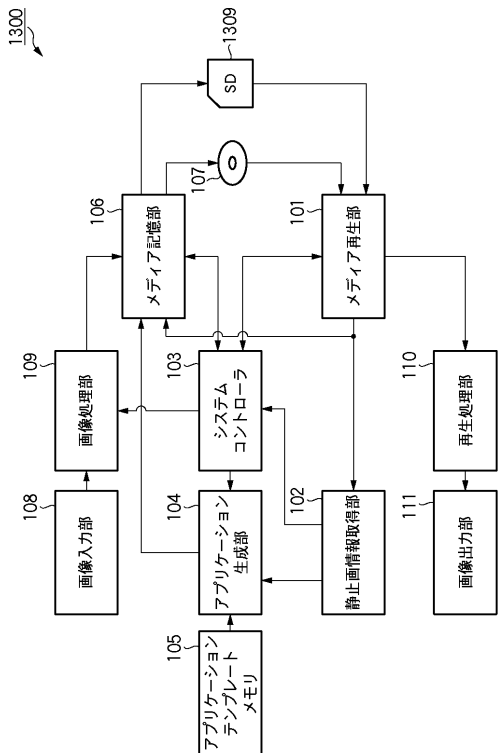 1300
108
画像入力部
109
画像処理部
106
メディア記憶部
SD
1309
107
105
アプリケーション
テンプレート
メモリ
104
アプリケーション
生成部
103
システム
コントローラ
102
静止画情報取得部
101
メディア再生部
111
画像出力部
110
再生処理部